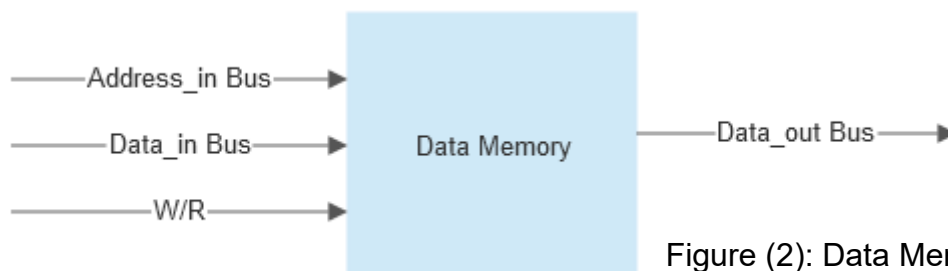 Address_in Bus
Data_in Bus
W/R
Data Memory
Data_out Bus
Figure (2): Data